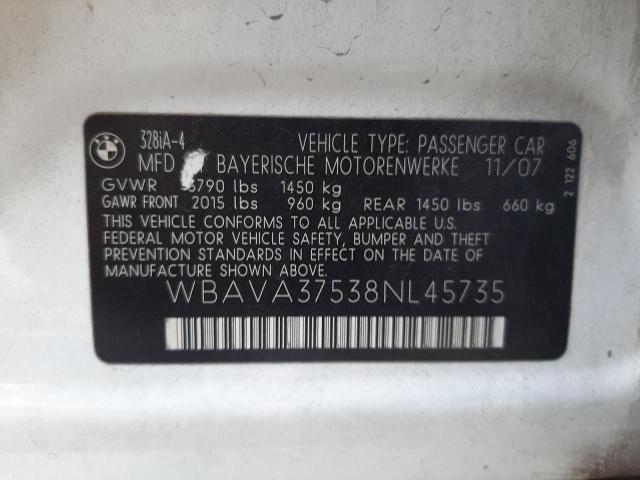 BMW
328iA-4 VEHICLE TYPE: PASSENGER CAR
MFD BAYERISCHE MOTORENWERKE 11/07
GVWR 3790 lbs 1450 kg
GAWR FRONT 2015 lbs 960 kg REAR 1450 lbs 660 kg
THIS VEHICLE CONFORMS TO ALL APPLICABLE U.S.
FEDERAL MOTOR VEHICLE SAFETY, BUMPER AND THEFT
PREVENTION STANDARDS IN EFFECT ON THE DATE OF
MANUFACTURE SHOWN ABOVE.
WBAVA37538NL45735
2 122 606